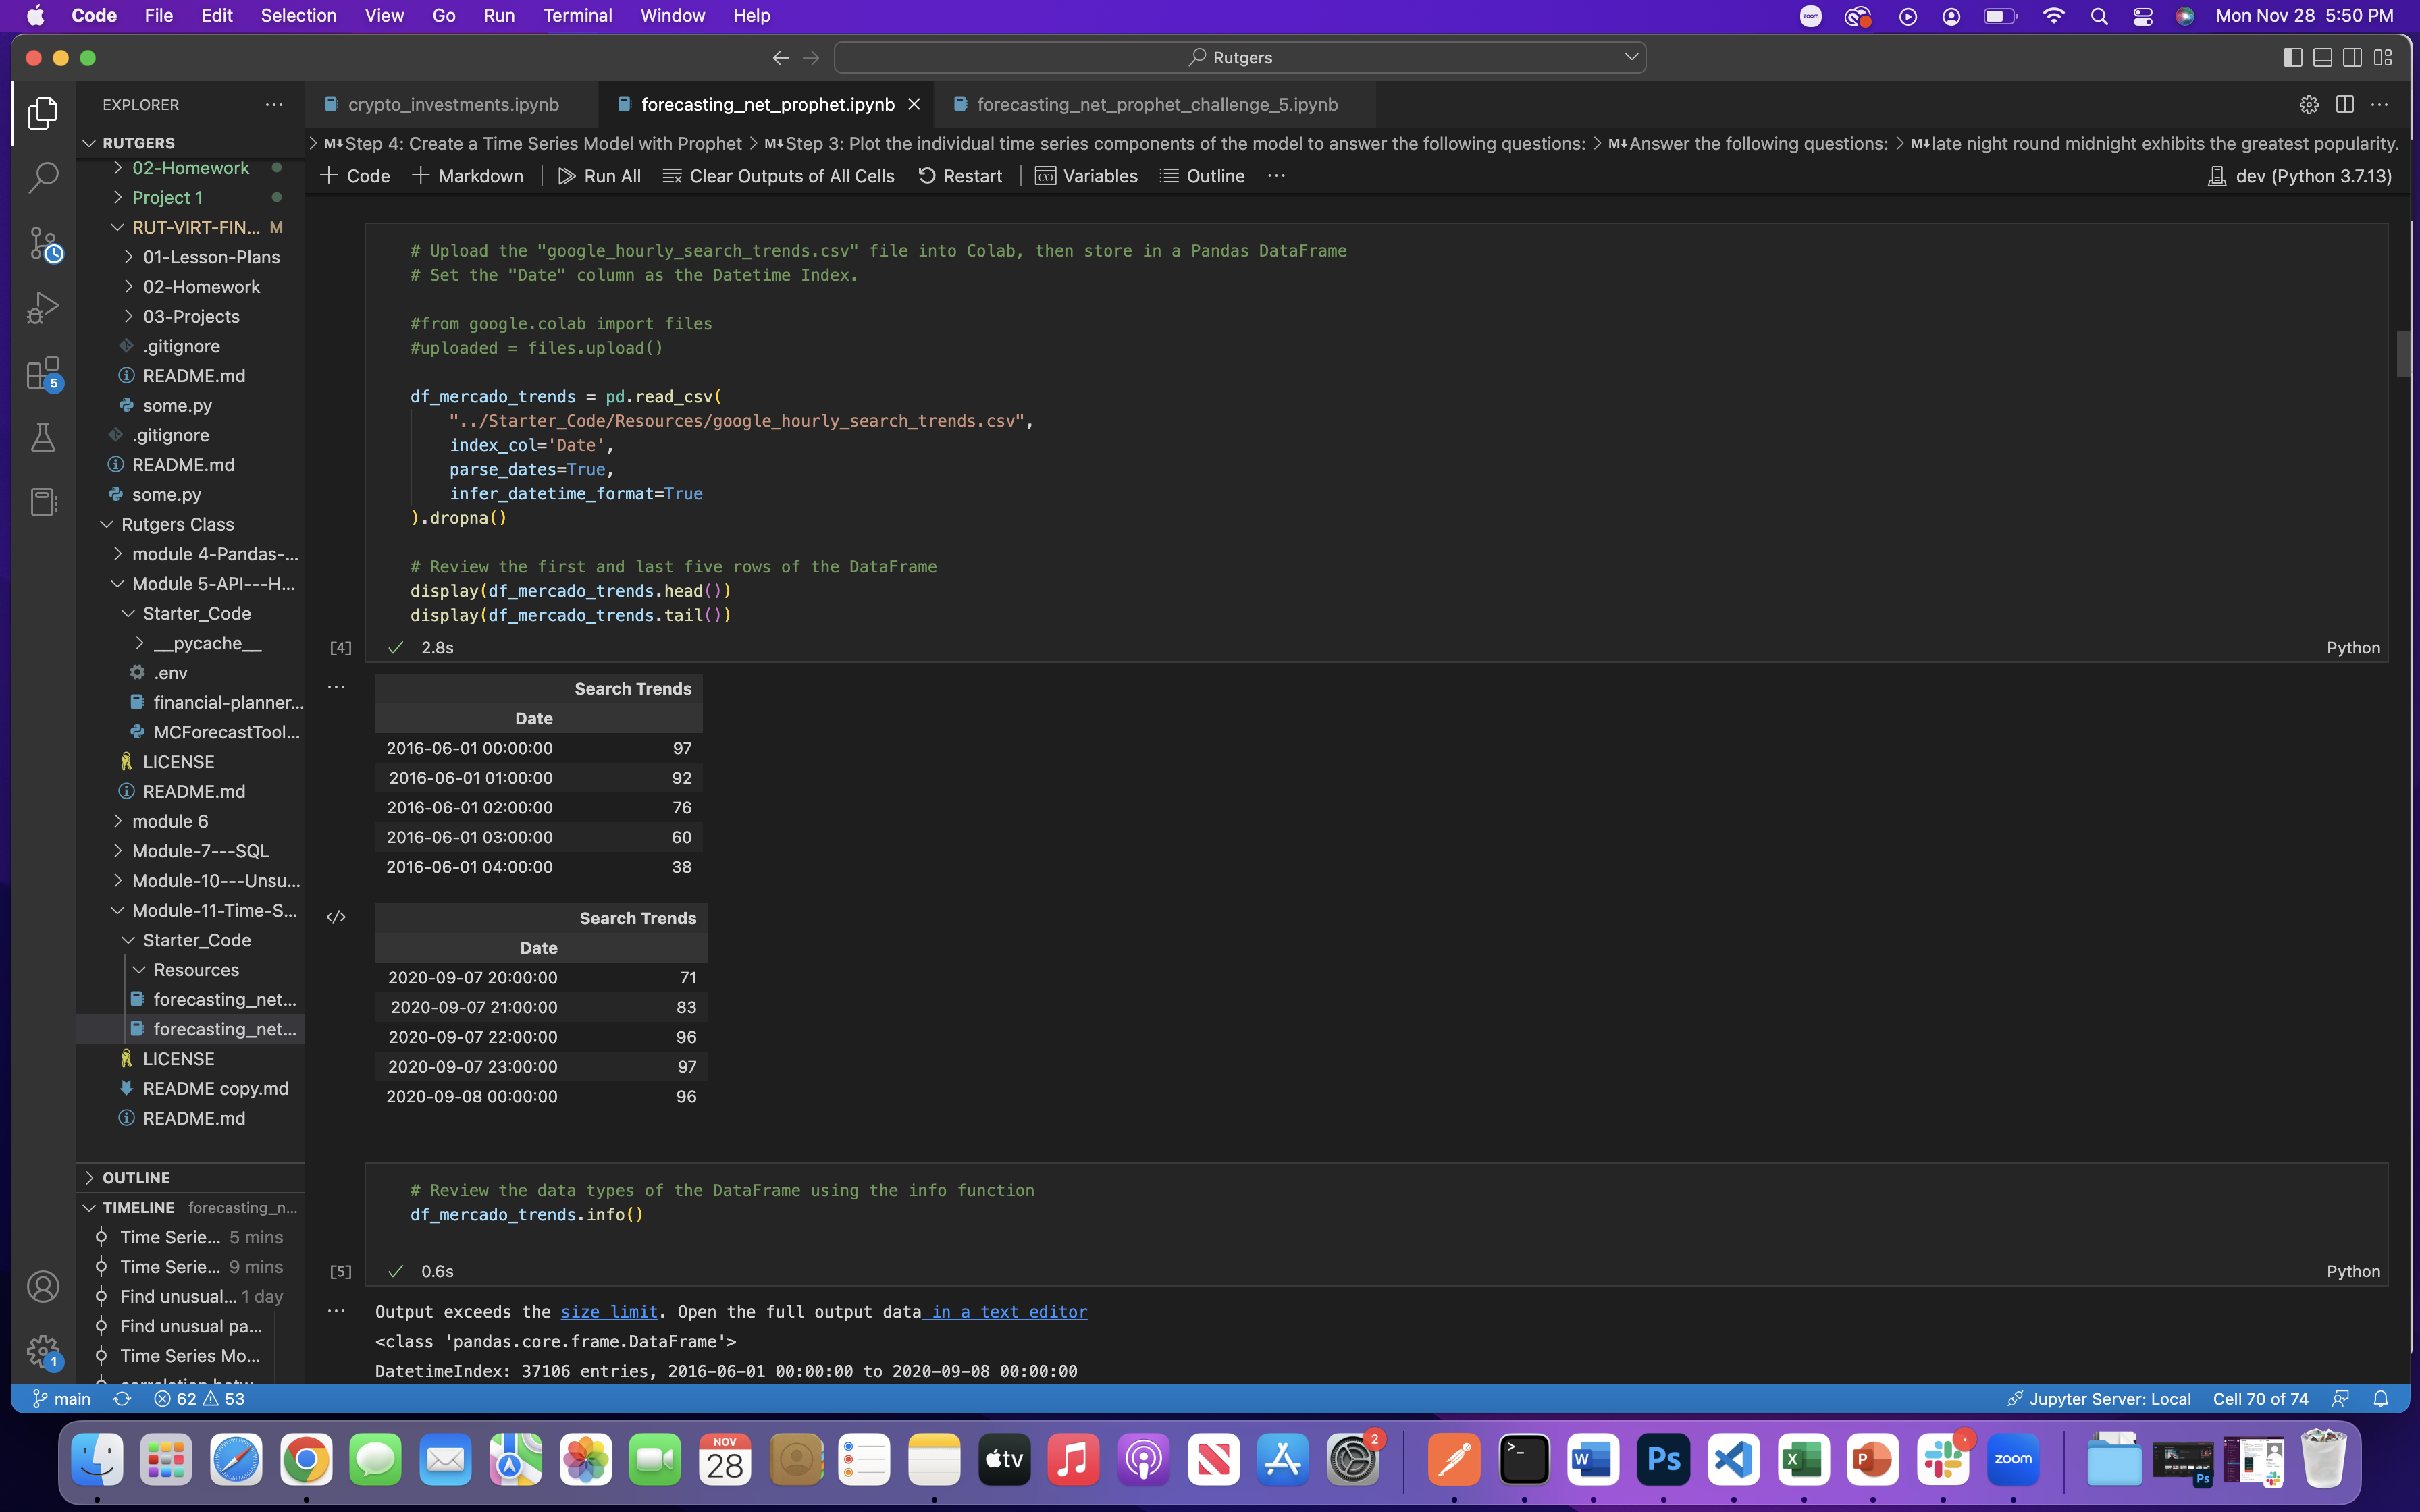 Code File Edit Selection View Go Run Terminal Window Help
zoom
Mon Nov 28 5:50 PM
Rutgers
EXPLORER
crypto_investments.ipynb
forecasting_net_prophet.ipynb
forecasting_net_prophet_challenge_5.ipynb
RUTGERS
Step 4: Create a Time Series Model with Prophet > Step 3: Plot the individual time series components of the model to answer the following questions: > Answer the following questions: > late night round midnight exhibits the greatest popularity.
+ Code + Markdown Run All Clear Outputs of All Cells Restart Variables Outline ...
dev (Python 3.7.13)
02-Homework
Project 1
RUT-VIRT-FIN... M
01-Lesson-Plans
02-Homework
03-Projects
.gitignore
README.md
some.py
.gitignore
README.md
some.py
Rutgers Class
module 4-Pandas-...
Module 5-API---H...
Starter_Code
__pycache__
.env
financial-planner...
MCForecastTool...
LICENSE
README.md
module 6
Module-7---SQL
Module-10---Unsu...
Module-11-Time-S...
Starter_Code
Resources
forecasting_net...
forecasting_net...
LICENSE
README copy.md
README.md
OUTLINE
TIMELINE forecasting_n...
Time Serie... 5 mins
Time Serie... 9 mins
Find unusual... 1 day
Find unusual pa...
Time Series Mo...
5
1
# Upload the "google_hourly_search_trends.csv" file into Colab, then store in a Pandas DataFrame
# Set the "Date" column as the Datetime Index.
#from google.colab import files
#uploaded = files.upload()
df_mercado_trends = pd.read_csv(
"../Starter_Code/Resources/google_hourly_search_trends.csv",
index_col='Date',
parse_dates=True,
infer_datetime_format=True
).dropna()
# Review the first and last five rows of the DataFrame
display(df_mercado_trends.head())
display(df_mercado_trends.tail())
[4] 2.8s Python
Search Trends
Date
2016-06-01 00:00:00 97
2016-06-01 01:00:00 92
2016-06-01 02:00:00 76
2016-06-01 03:00:00 60
2016-06-01 04:00:00 38
Search Trends
Date
2020-09-07 20:00:00 71
2020-09-07 21:00:00 83
2020-09-07 22:00:00 96
2020-09-07 23:00:00 97
2020-09-08 00:00:00 96
# Review the data types of the DataFrame using the info function
df_mercado_trends.info()
[5] 0.6s Python
Output exceeds the size limit. Open the full output data in a text editor
<class 'pandas.core.frame.DataFrame'>
DatetimeIndex: 37106 entries, 2016-06-01 00:00:00 to 2020-09-08 00:00:00
main 62 53
Jupyter Server: Local Cell 70 of 74
NOV
28
tv
2
W
Ps
X
P
zoom
Ps